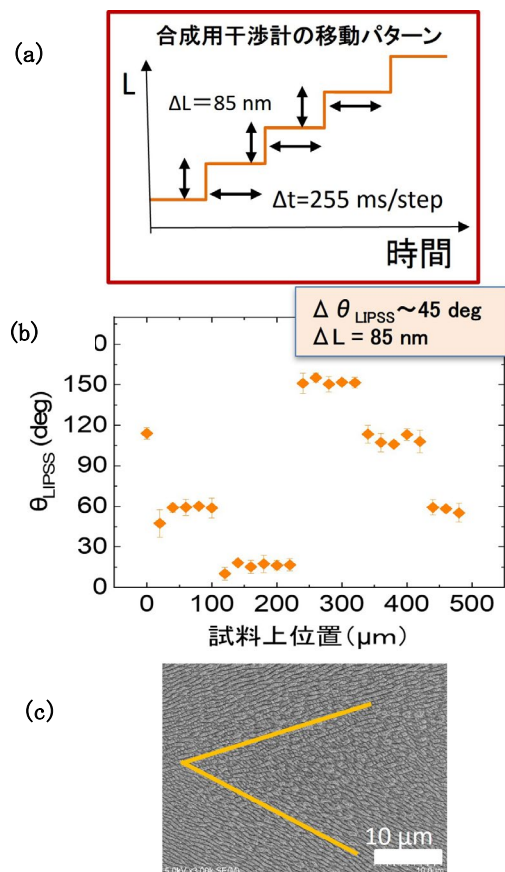 (a)
合成用干渉計の移動パターン
L
ΔL=85 nm
Δt=255 ms/step
時間
Δθ LIPSS~45 deg
ΔL = 85 nm
(b)
0
150
120
90
60
30
0
θLIPSS (deg)
0 100 200 300 400 500
試料上位置(μm)
(c)
10 μm